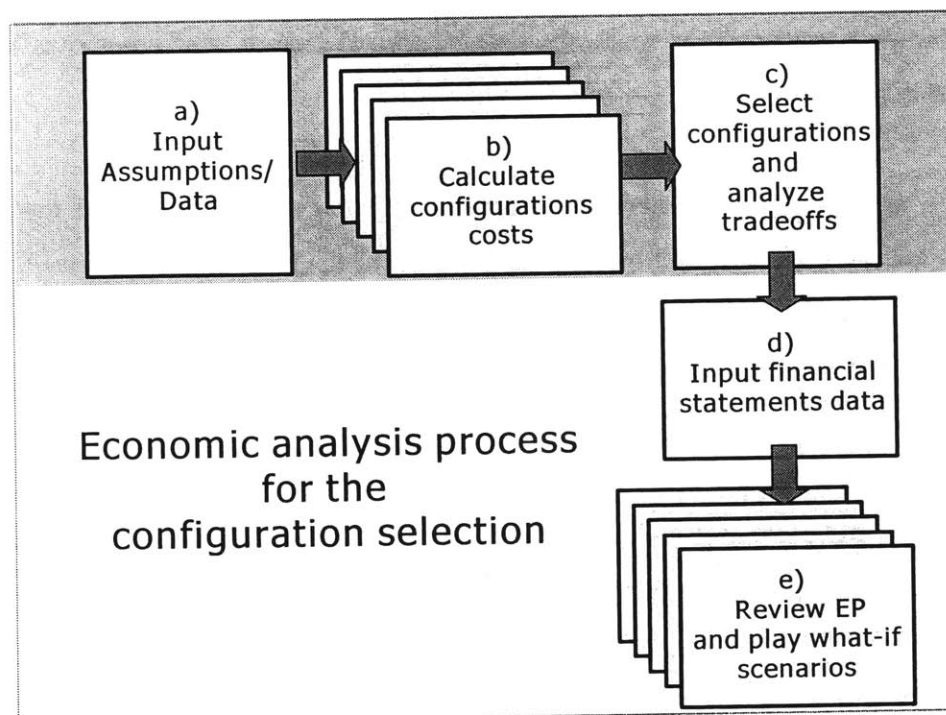 a)
Input
Assumptions/
Data
b)
Calculate
configurations
costs
c)
Select
configurations
and
analyze
tradeoffs
d)
Input financial
statements data
Economic analysis process
for the
configuration selection
e)
Review EP
and play what-if
scenarios